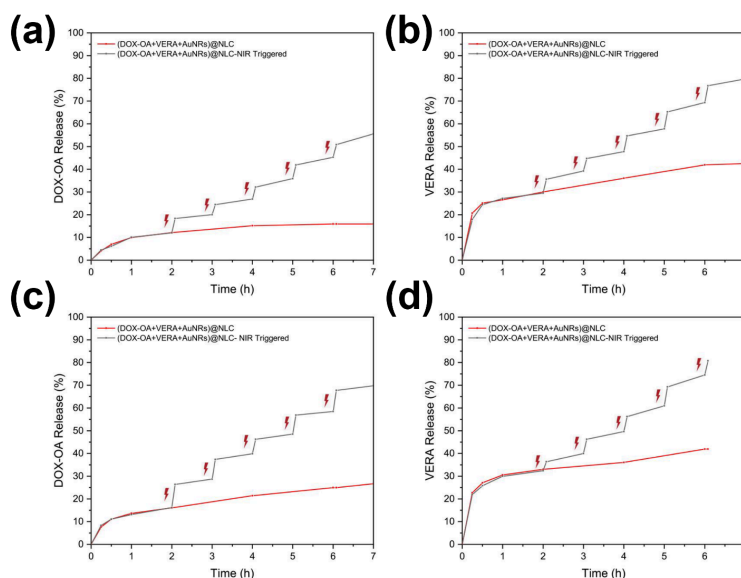 (a)
(DOX-OA+VERA+AuNRs)@NLC
(DOX-OA+VERA+AuNRs)@NLC-NIR Triggered
DOX-OA Release (%)
100
90
80
70
60
50
40
30
20
10
0
0 1 2 3 4 5 6 7
Time (h)
(b)
(DOX-OA+VERA+AuNRs)@NLC
(DOX-OA+VERA+AuNRs)@NLC-NIR Triggered
VERA Release (%)
100
90
80
70
60
50
40
30
20
10
0
0 1 2 3 4 5 6
Time (h)
(c)
(DOX-OA+VERA+AuNRs)@NLC
(DOX-OA+VERA+AuNRs)@NLC- NIR Triggered
DOX-OA Release (%)
100
90
80
70
60
50
40
30
20
10
0
0 1 2 3 4 5 6 7
Time (h)
(d)
(DOX-OA+VERA+AuNRs)@NLC
(DOX-OA+VERA+AuNRs)@NLC-NIR Triggered
VERA Release (%)
100
90
80
70
60
50
40
30
20
10
0
0 1 2 3 4 5 6
Time (h)